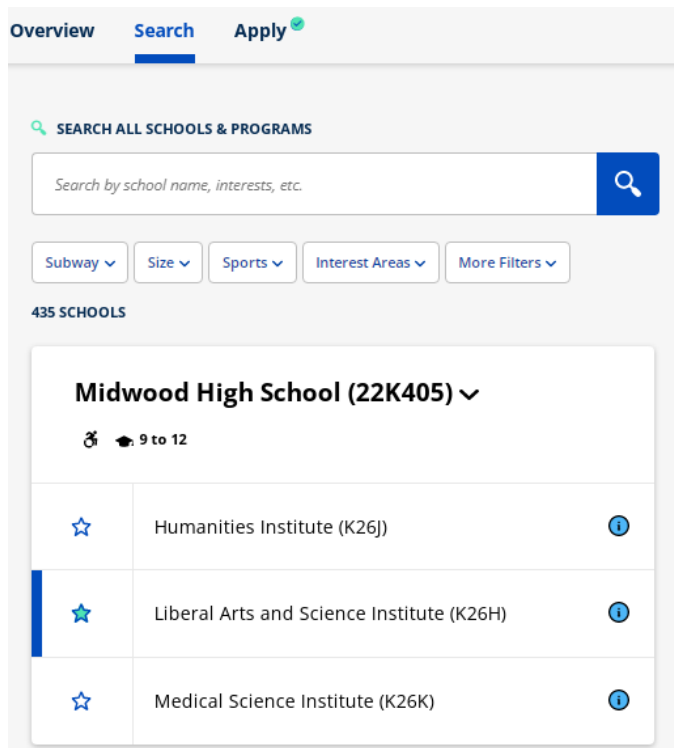 Overview Search Apply
SEARCH ALL SCHOOLS & PROGRAMS
Search by school name, interests, etc.
Subway Size Sports Interest Areas More Filters
435 SCHOOLS
Midwood High School (22K405)
9 to 12
Humanities Institute (K26J)
Liberal Arts and Science Institute (K26H)
Medical Science Institute (K26K)